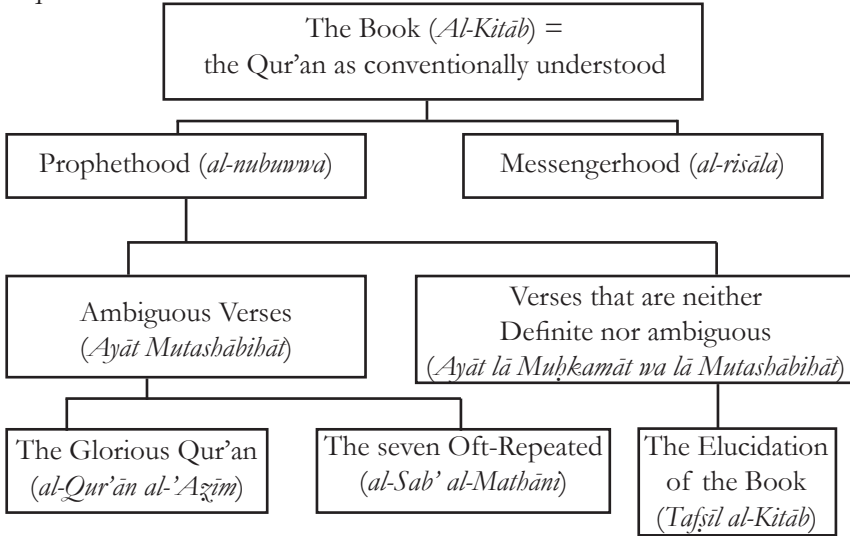 The Book (Al-Kitāb) =
the Qur’an as conventionally understood
Prophethood (al-nubuwwa)
Messengerhood (al-risāla)
Ambiguous Verses
(Ayāt Mutashābihāt)
Verses that are neither
Definite nor ambiguous
(Ayāt lā Muḥkamāt wa lā Mutashābihāt)
The Glorious Qur’an
(al-Qur’ān al-’Aẓīm)
The seven Oft-Repeated
(al-Sab’ al-Mathāni)
The Elucidation
of the Book
(Tafṣīl al-Kitāb)